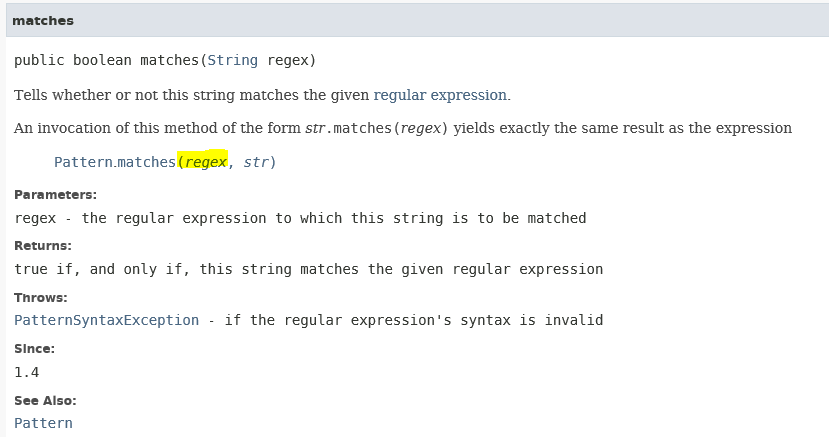 matches
public boolean matches(String regex)
Tells whether or not this string matches the given regular expression.
An invocation of this method of the form str.matches(regex) yields exactly the same result as the expression
Pattern.matches(regex, str)
Parameters:
regex - the regular expression to which this string is to be matched
Returns:
true if, and only if, this string matches the given regular expression
Throws:
PatternSyntaxException - if the regular expression's syntax is invalid
Since:
1.4
See Also:
Pattern